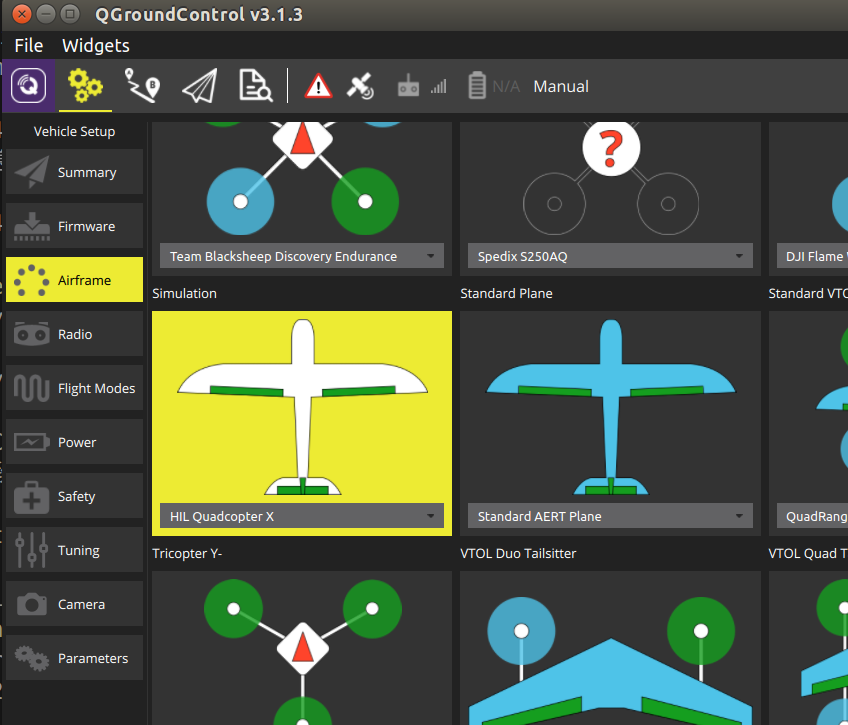 QGroundControl v3.1.3
File Widgets
N/A Manual
Vehicle Setup
Summary
Firmware
Airframe
Radio
Flight Modes
Power
Safety
Tuning
Camera
Parameters
Team Blacksheep Discovery Endurance
Spedix S250AQ
DJI Flame
Simulation
Standard Plane
Standard VTO
HIL Quadcopter X
Standard AERT Plane
QuadRang
Tricopter Y-
VTOL Duo Tailsitter
VTOL Quad T